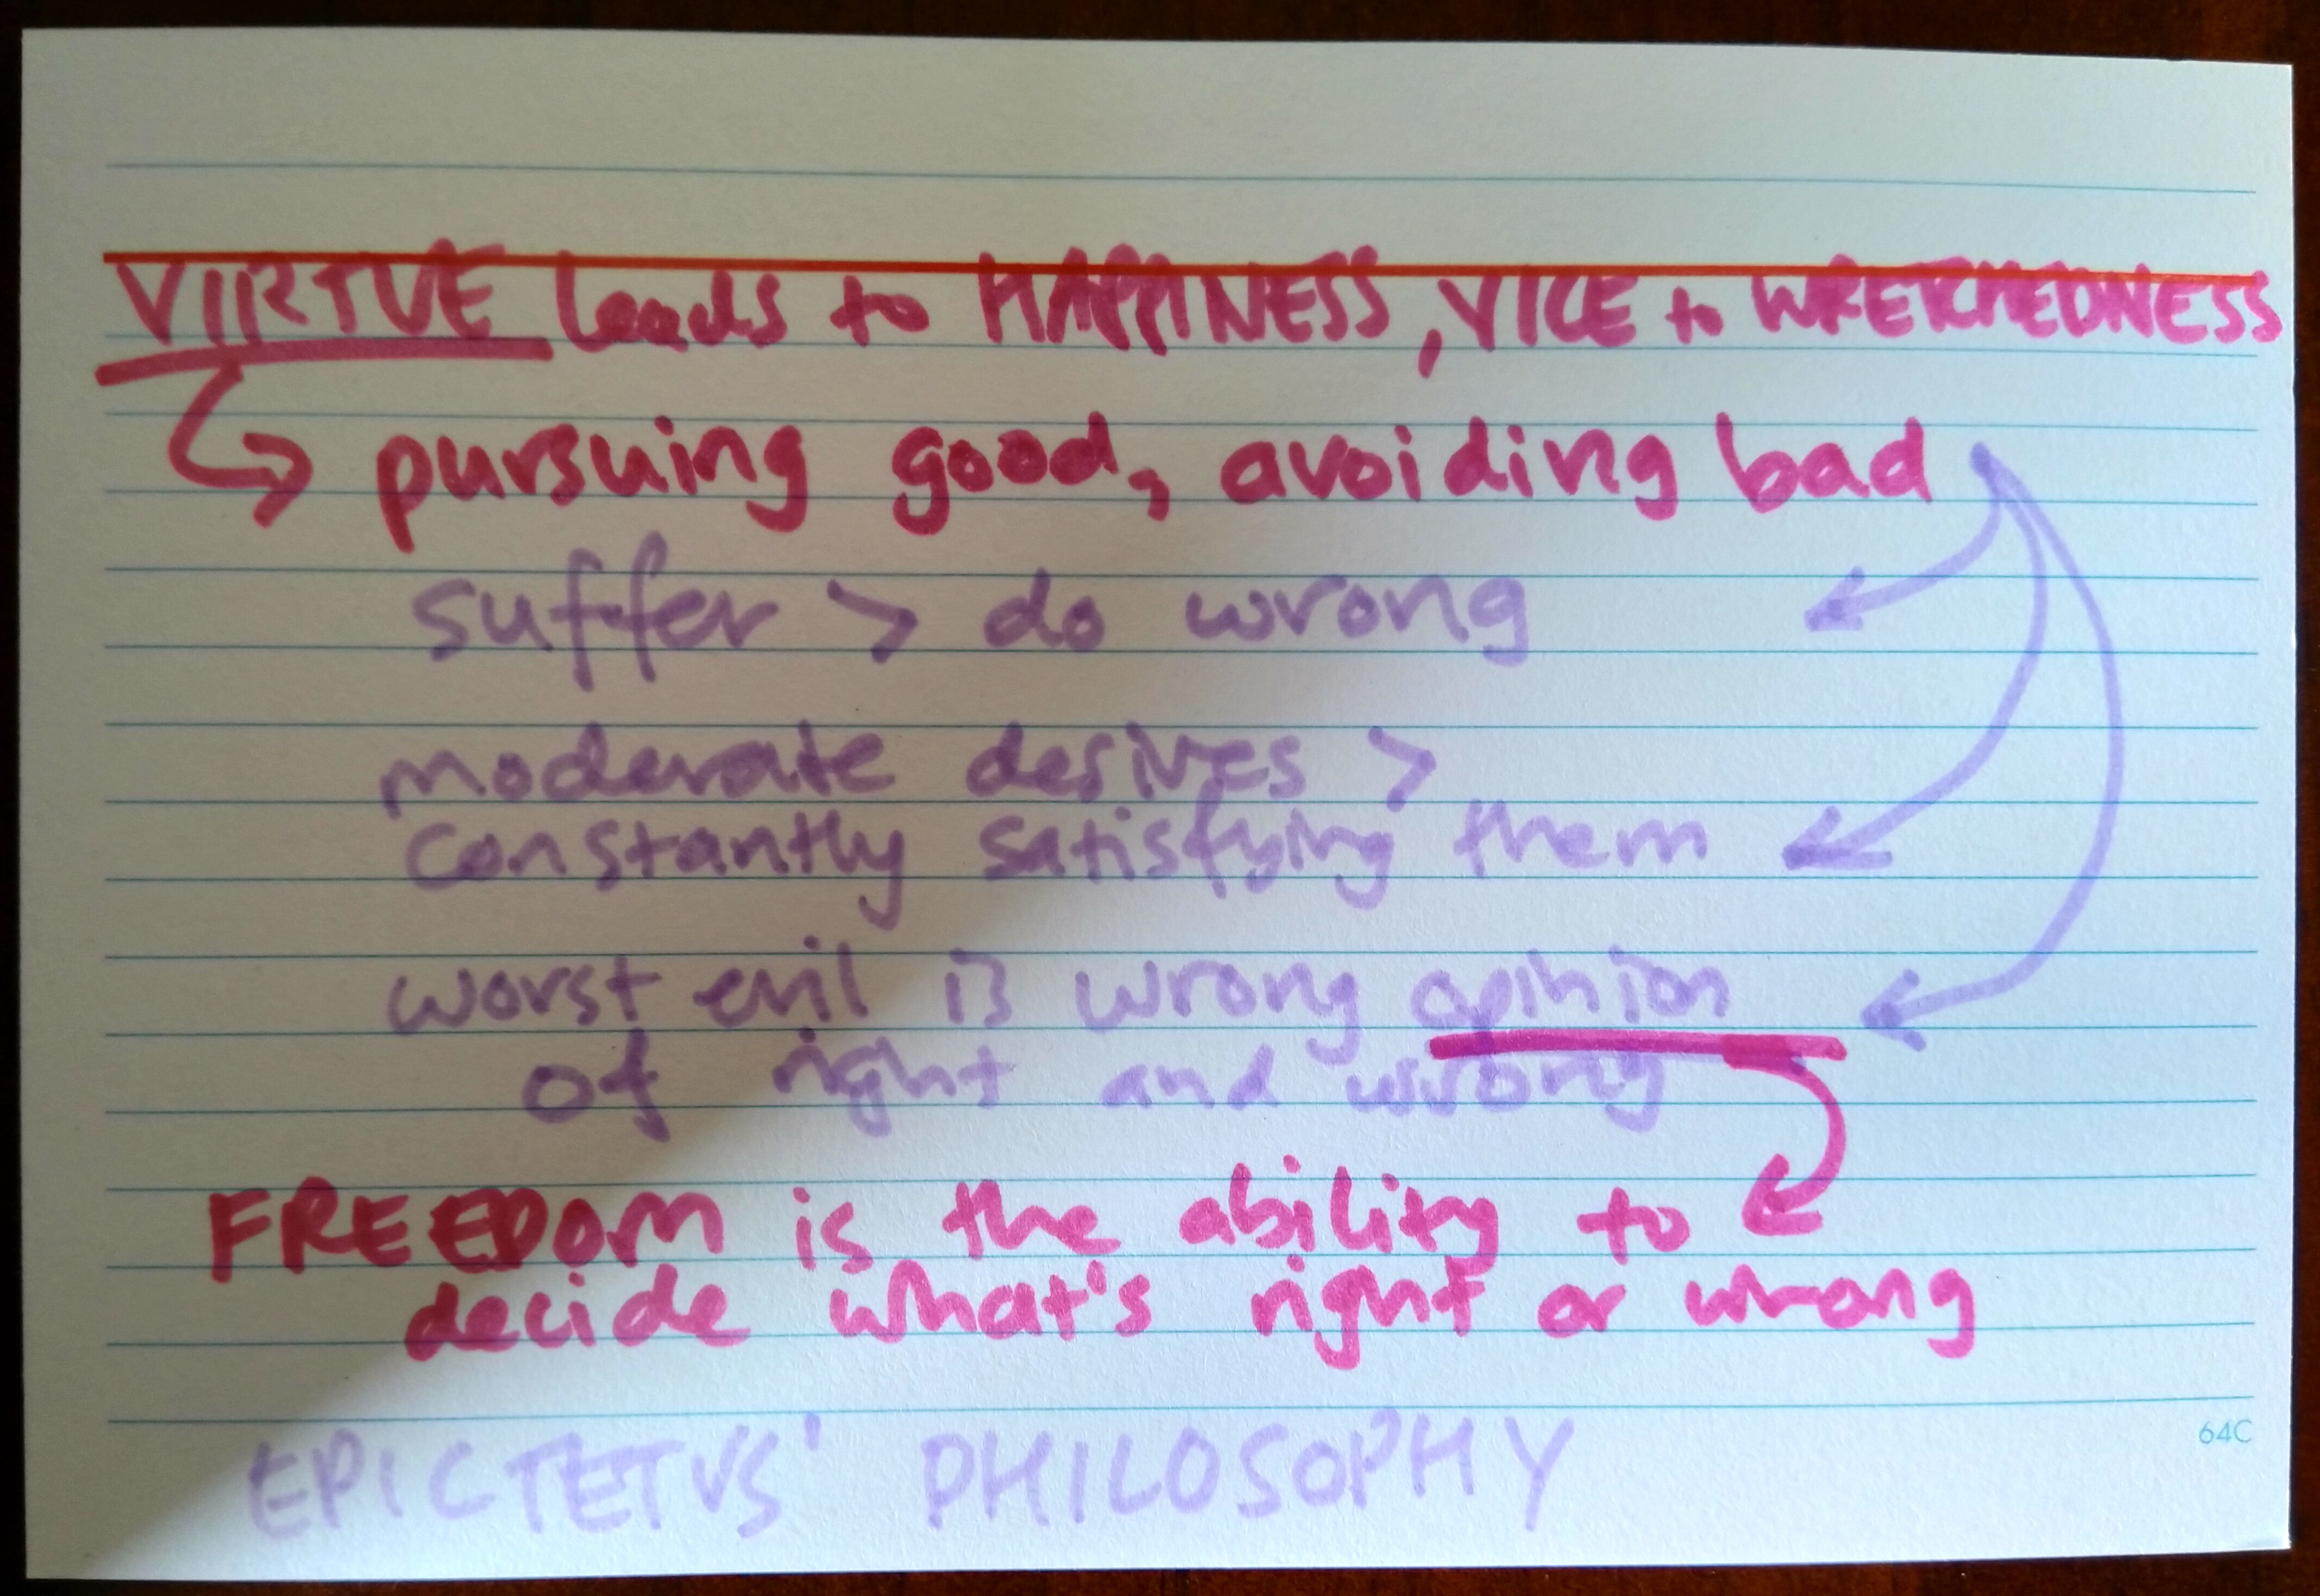 VIRTUE leads to HAPPINESS, VICE to WRETCHEDNESS
pursuing good, avoiding bad
suffer > do wrong
moderate desires >
constantly satisfying them
worst evil is wrong opinion
of right and wrong
FREEDOM is the ability to
decide what's right or wrong
64C
EPICTETUS' PHILOSOPHY